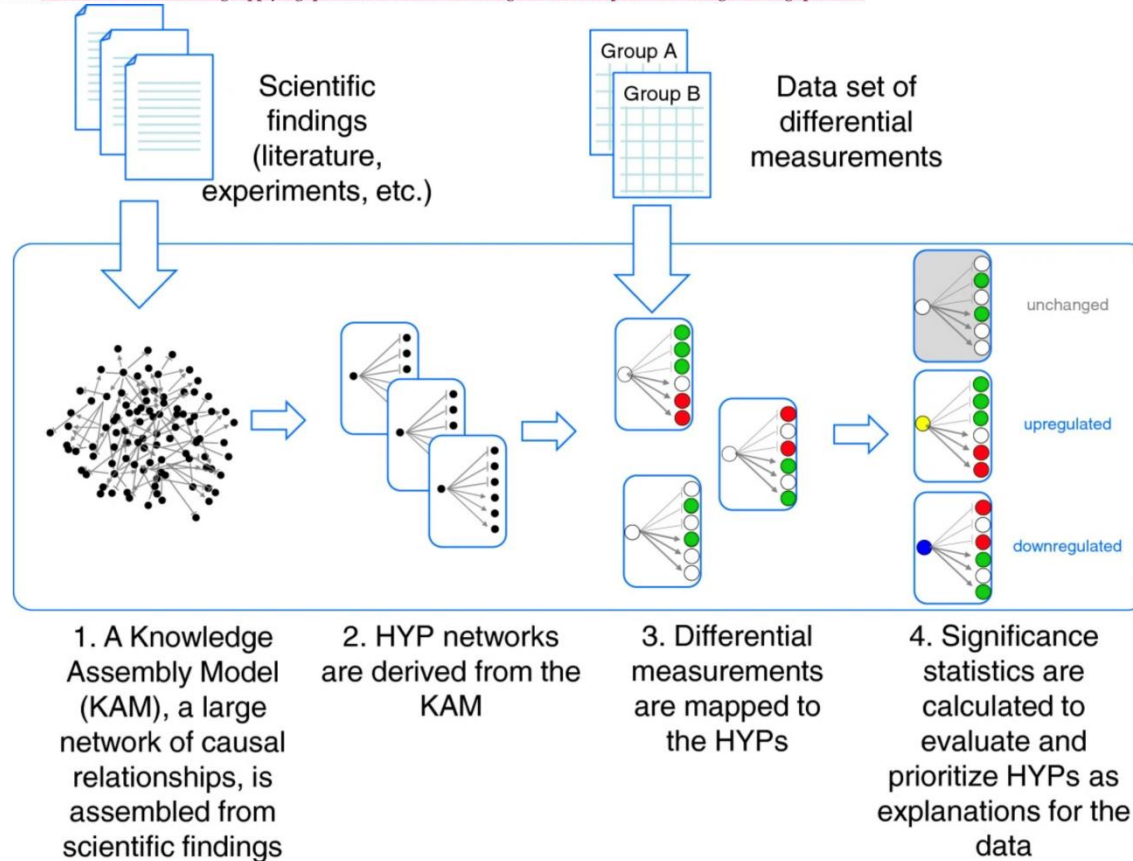 Scientific
findings
(literature,
experiments, etc.)
Group A
Group B
Data set of
differential
measurements
unchanged
upregulated
downregulated
1. A Knowledge
Assembly Model
(KAM), a large
network of causal
relationships, is
assembled from
scientific findings
2. HYP networks
are derived from the
KAM
3. Differential
measurements
are mapped to
the HYPs
4. Significance
statistics are
calculated to
evaluate and
prioritize HYPs as
explanations for the
data